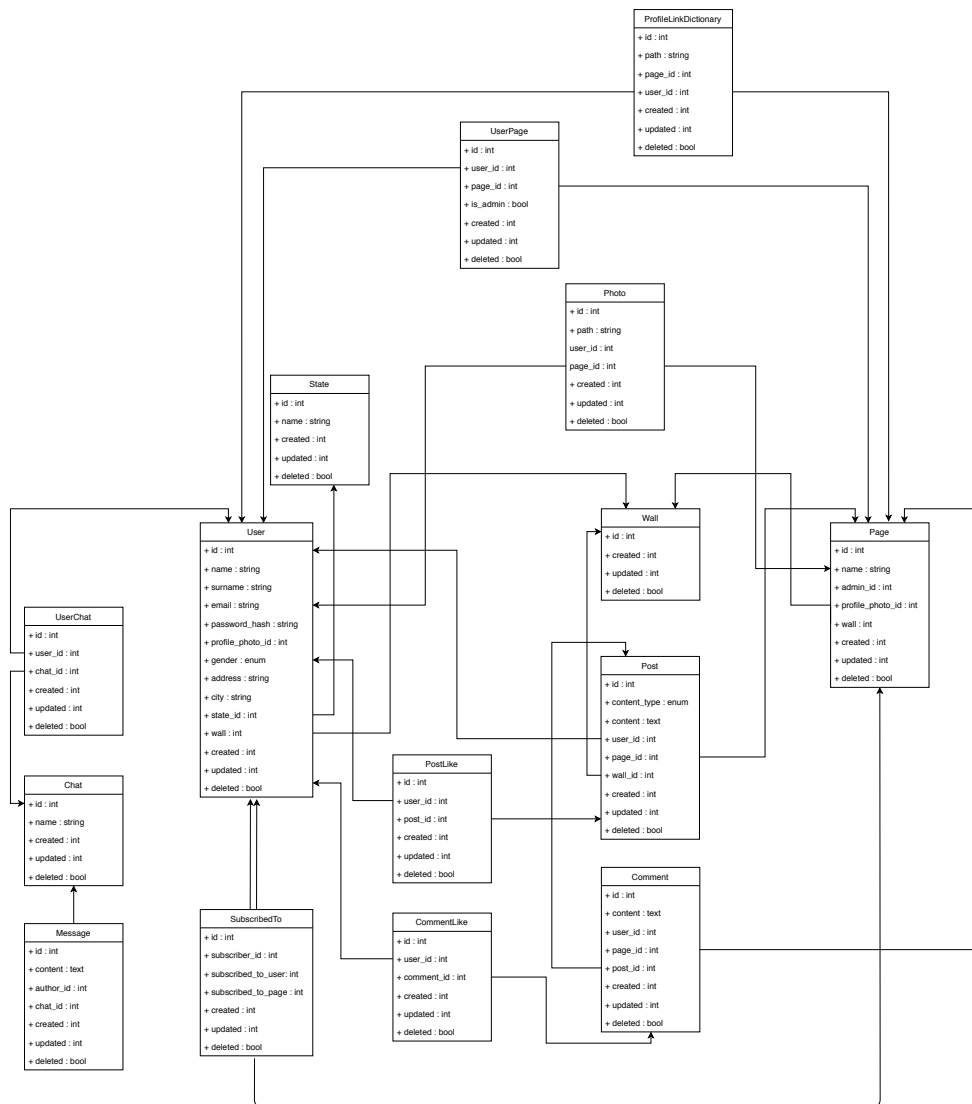 ProfileLinkDictionary
+ id : int
+ path : string
+ page_id : int
+ user_id : int
+ created : int
+ updated : int
+ deleted : bool
UserPage
+ id : int
+ user_id : int
+ page_id : int
+ is_admin : bool
+ created : int
+ updated : int
+ deleted : bool
Photo
+ id : int
+ path : string
user_id : int
page_id : int
+ created : int
+ updated : int
+ deleted : bool
State
+ id : int
+ name : string
+ created : int
+ updated : int
+ deleted : bool
Wall
+ id : int
+ created : int
+ updated : int
+ deleted : bool
User
+ id : int
+ name : string
+ surname : string
+ email : string
+ password_hash : string
+ profile_photo_id : int
+ gender : enum
+ address : string
+ city : string
+ state_id : int
+ wall : int
+ created : int
+ updated : int
+ deleted : bool
Page
+ id : int
+ name : string
+ admin_id : int
+ profile_photo_id : int
+ wall : int
+ created : int
+ updated : int
+ deleted : bool
UserChat
+ id : int
+ user_id : int
+ chat_id : int
+ created : int
+ updated : int
+ deleted : bool
Post
+ id : int
+ content_type : enum
+ content : text
+ user_id : int
+ page_id : int
+ wall_id : int
+ created : int
+ updated : int
+ deleted : bool
PostLike
+ id : int
+ user_id : int
+ post_id : int
+ created : int
+ updated : int
+ deleted : bool
Chat
+ id : int
+ name : string
+ created : int
+ updated : int
+ deleted : bool
Comment
+ id : int
+ content : text
+ user_id : int
+ page_id : int
+ post_id : int
+ created : int
+ updated : int
+ deleted : bool
SubscribedTo
+ id : int
+ subscriber_id : int
+ subscribed_to_user: int
+ subscribed_to_page : int
+ created : int
+ updated : int
+ deleted : bool
CommentLike
+ id : int
+ user_id : int
+ comment_id : int
+ created : int
+ updated : int
+ deleted : bool
Message
+ id : int
+ content : text
+ author_id : int
+ chat_id : int
+ created : int
+ updated : int
+ deleted : bool